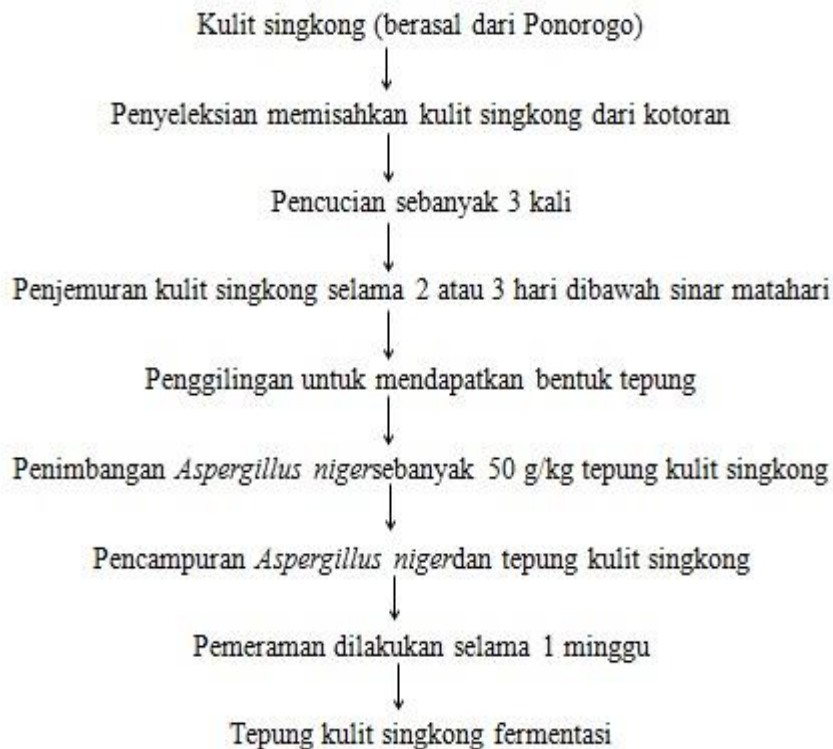 Kulit singkong (berasal dari Ponorogo)
Penyeleksian memisahkan kulit singkong dari kotoran
Pencucian sebanyak 3 kali
Penjemuran kulit singkong selama 2 atau 3 hari dibawah sinar matahari
Penggilingan untuk mendapatkan bentuk tepung
Penimbangan Aspergillus nigersebanyak 50 g/kg tepung kulit singkong
Pencampuran Aspergillus nigerdan tepung kulit singkong
Pemeraman dilakukan selama 1 minggu
Tepung kulit singkong fermentasi